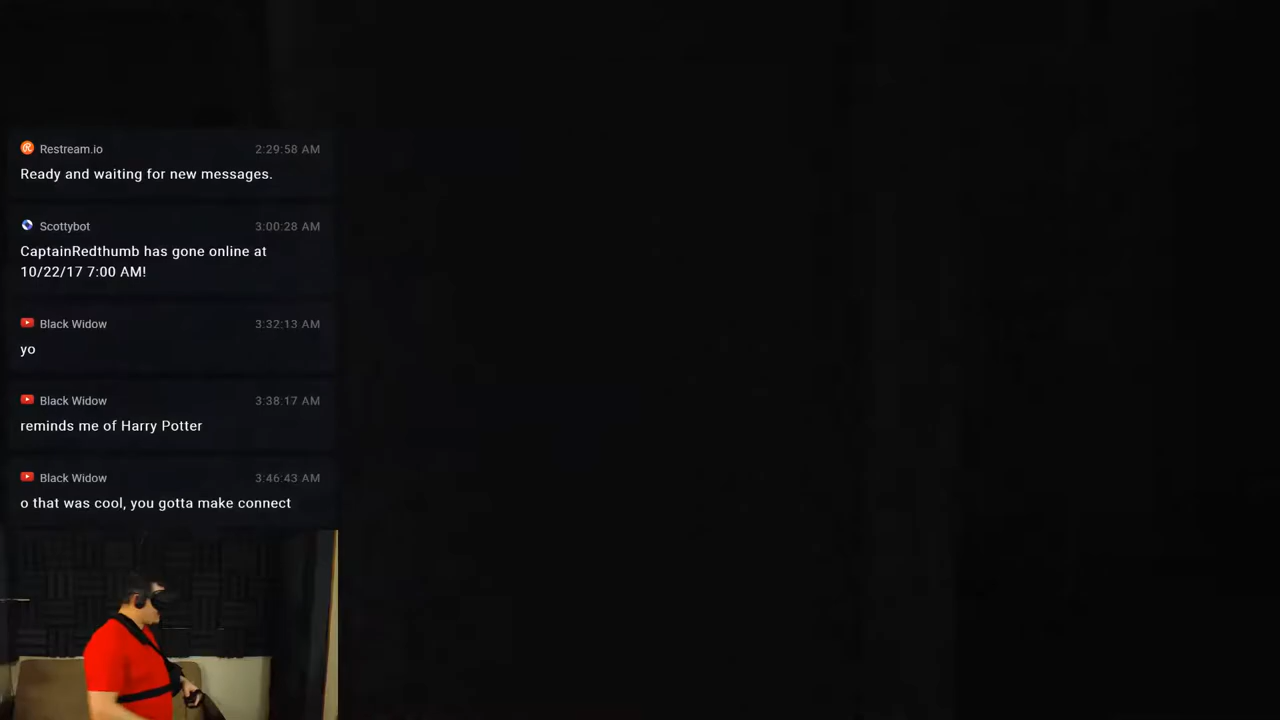 Restream.io 2:29:58 AM
Ready and waiting for new messages.
Scottybot 3:00:28 AM
CaptainRedthumb has gone online at
10/22/17 7:00 AM!
Black Widow 3:32:13 AM
yo
Black Widow 3:38:17 AM
reminds me of Harry Potter
Black Widow 3:46:43 AM
o that was cool, you gotta make connect